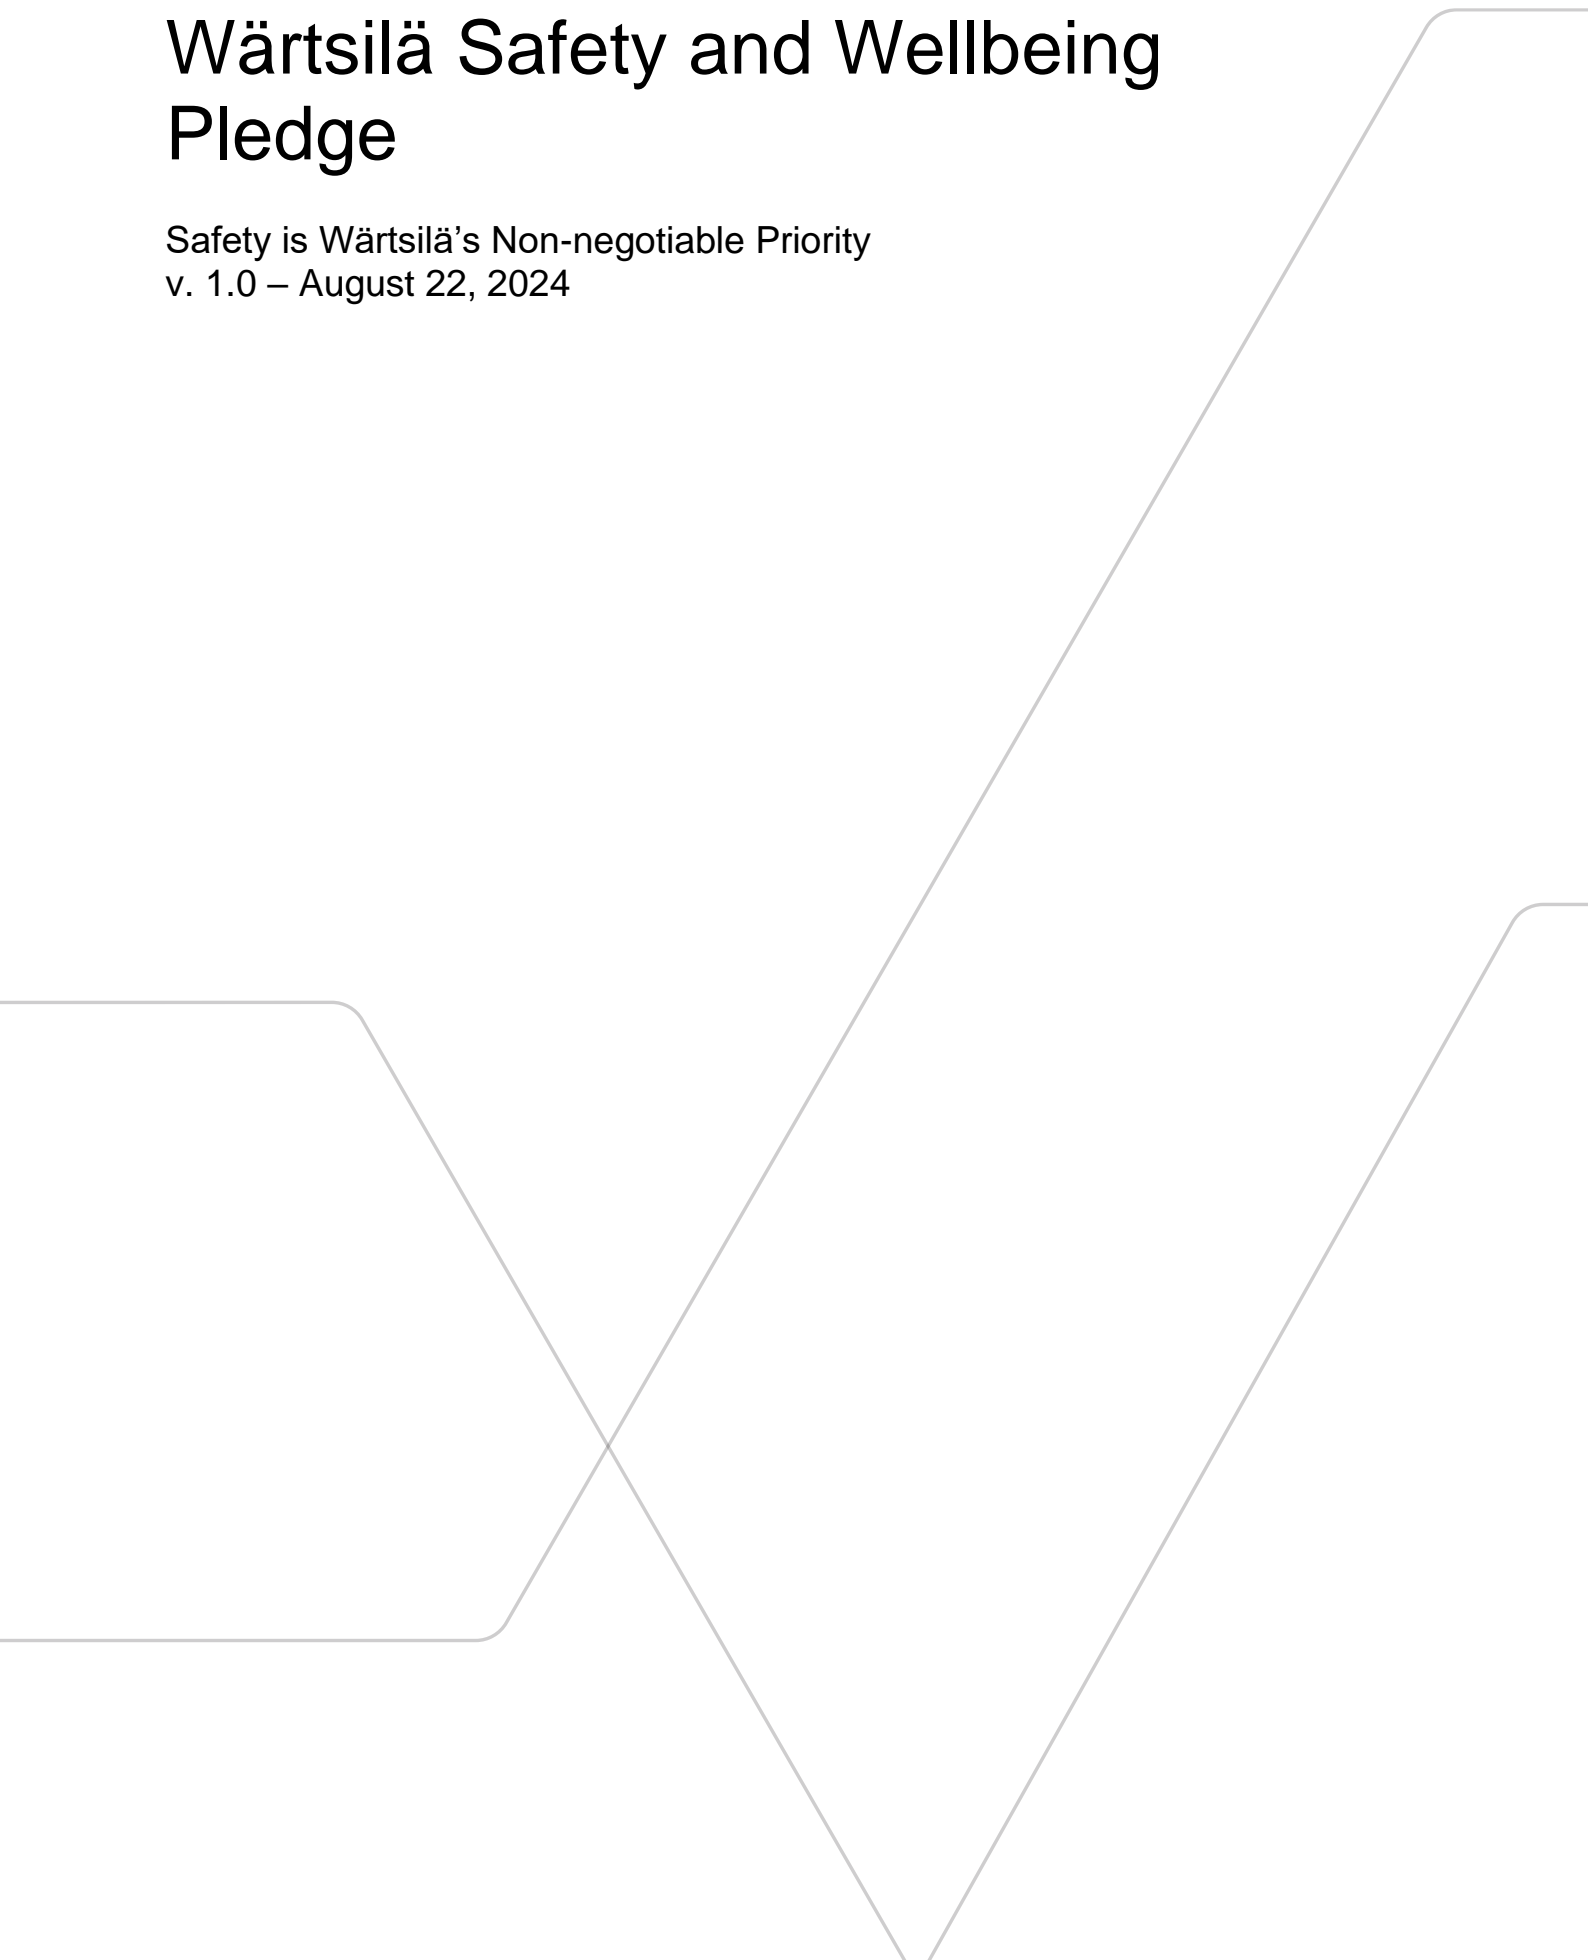 Wärtsilä Safety and Wellbeing
Pledge
Safety is Wärtsilä’s Non-negotiable Priority
v. 1.0 – August 22, 2024